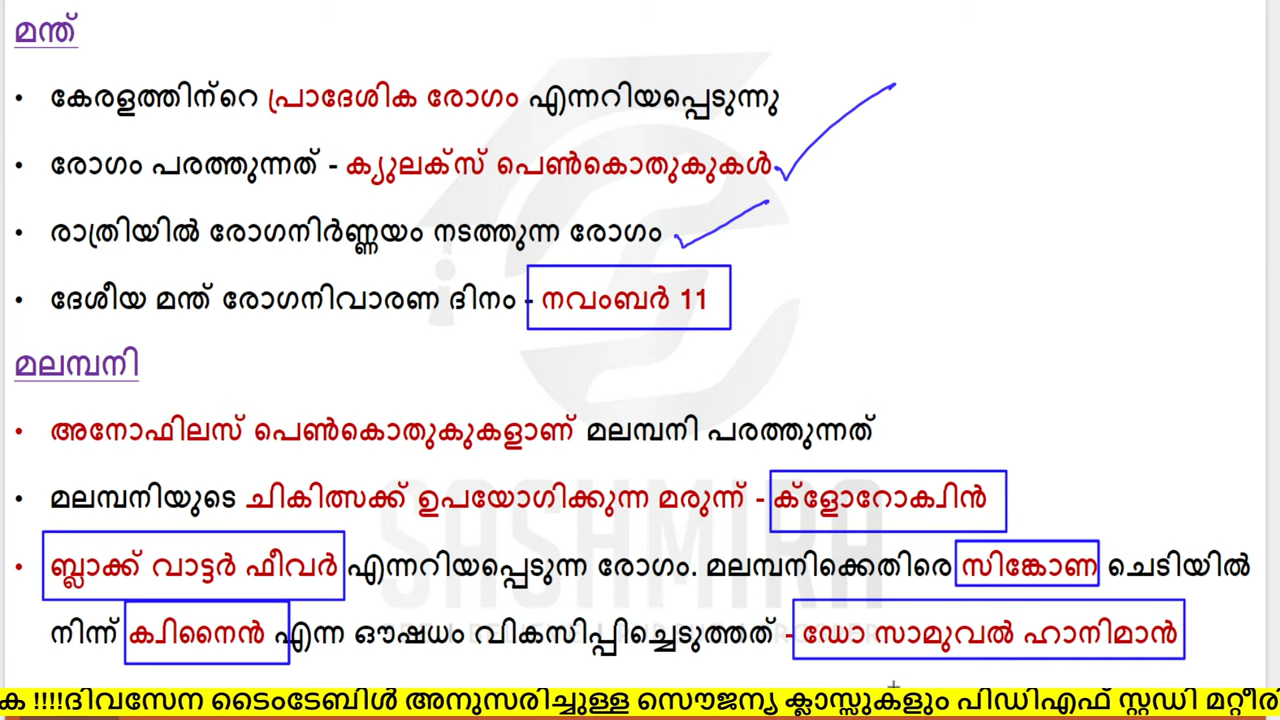 മന്ത്
• കേരളത്തിന്റെ പ്രാദേശിക രോഗം എന്നറിയപ്പെടുന്നു
• രോഗം പരത്തുന്നത് - ക്യുലക്സ് പെൺകൊതുകുകൾ
• രാത്രിയിൽ രോഗനിർണ്ണയം നടത്തുന്ന രോഗം
• ദേശീയ മന്ത് രോഗനിവാരണ ദിനം - നവംബർ 11
മലമ്പനി
• അനോഫിലസ് പെൺകൊതുകുകളാണ് മലമ്പനി പരത്തുന്നത്
• മലമ്പനിയുടെ ചികിത്സക്ക് ഉപയോഗിക്കുന്ന മരുന്ന് - ക്ളോറോക്വിൻ
• ബ്ലാക്ക് വാട്ടർ ഫീവർ എന്നറിയപ്പെടുന്ന രോഗം. മലമ്പനിക്കെതിരെ സിങ്കോണ ചെടിയിൽ
നിന്ന് ക്വിനൈൻ എന്ന ഔഷധം വികസിപ്പിച്ചെടുത്തത് - ഡോ സാമുവൽ ഹാനിമാൻ
SASHMIRA
ക !!!!ദിവസേന ടൈംടേബിൾ അനുസരിച്ചുള്ള സൌജന്യ ക്ലാസ്സുകളും പിഡിഎഫ് സ്റ്റഡി മറ്റീരി